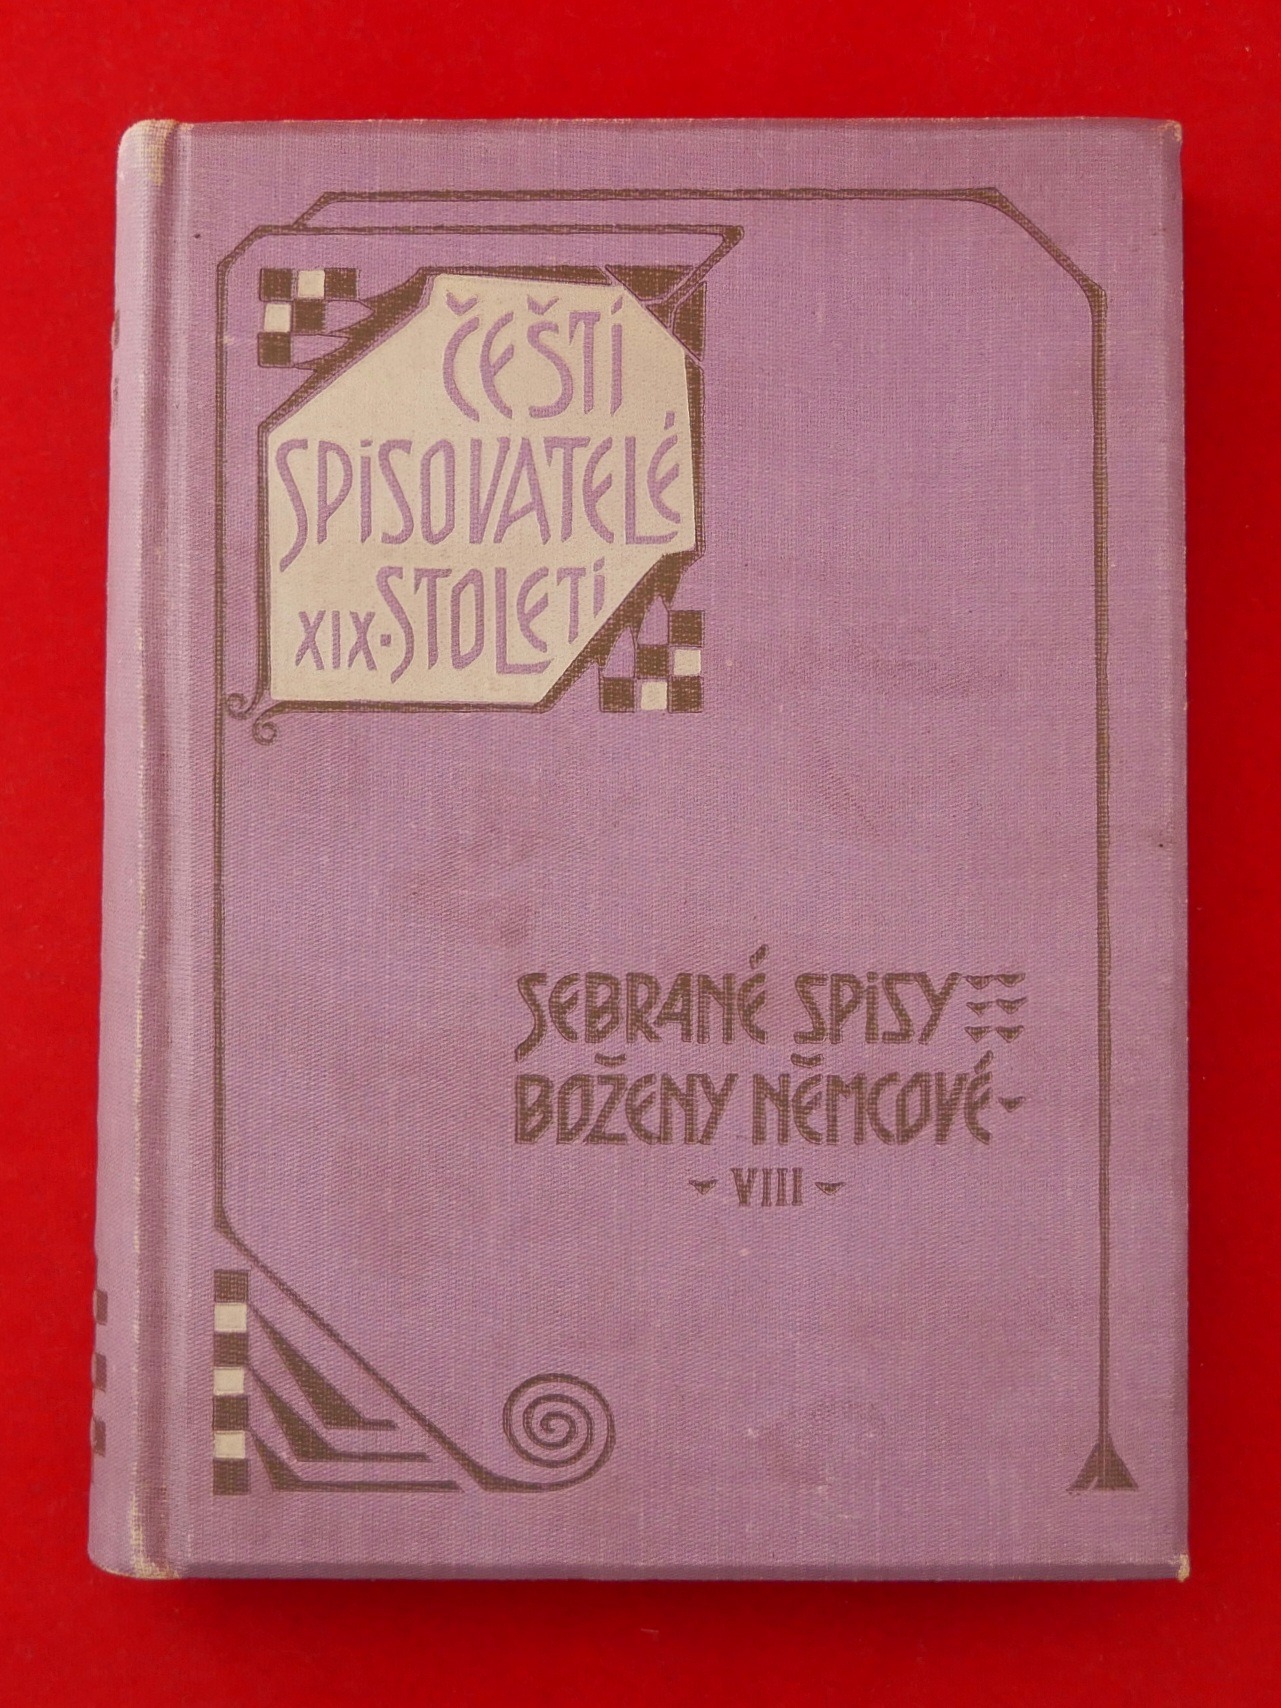 ČEŠTÍ
SPISOVATELÉ
XIX. STOLETÍ
SEBRANÉ SPISY
BOŽENY NĚMCOVÉ
VIII